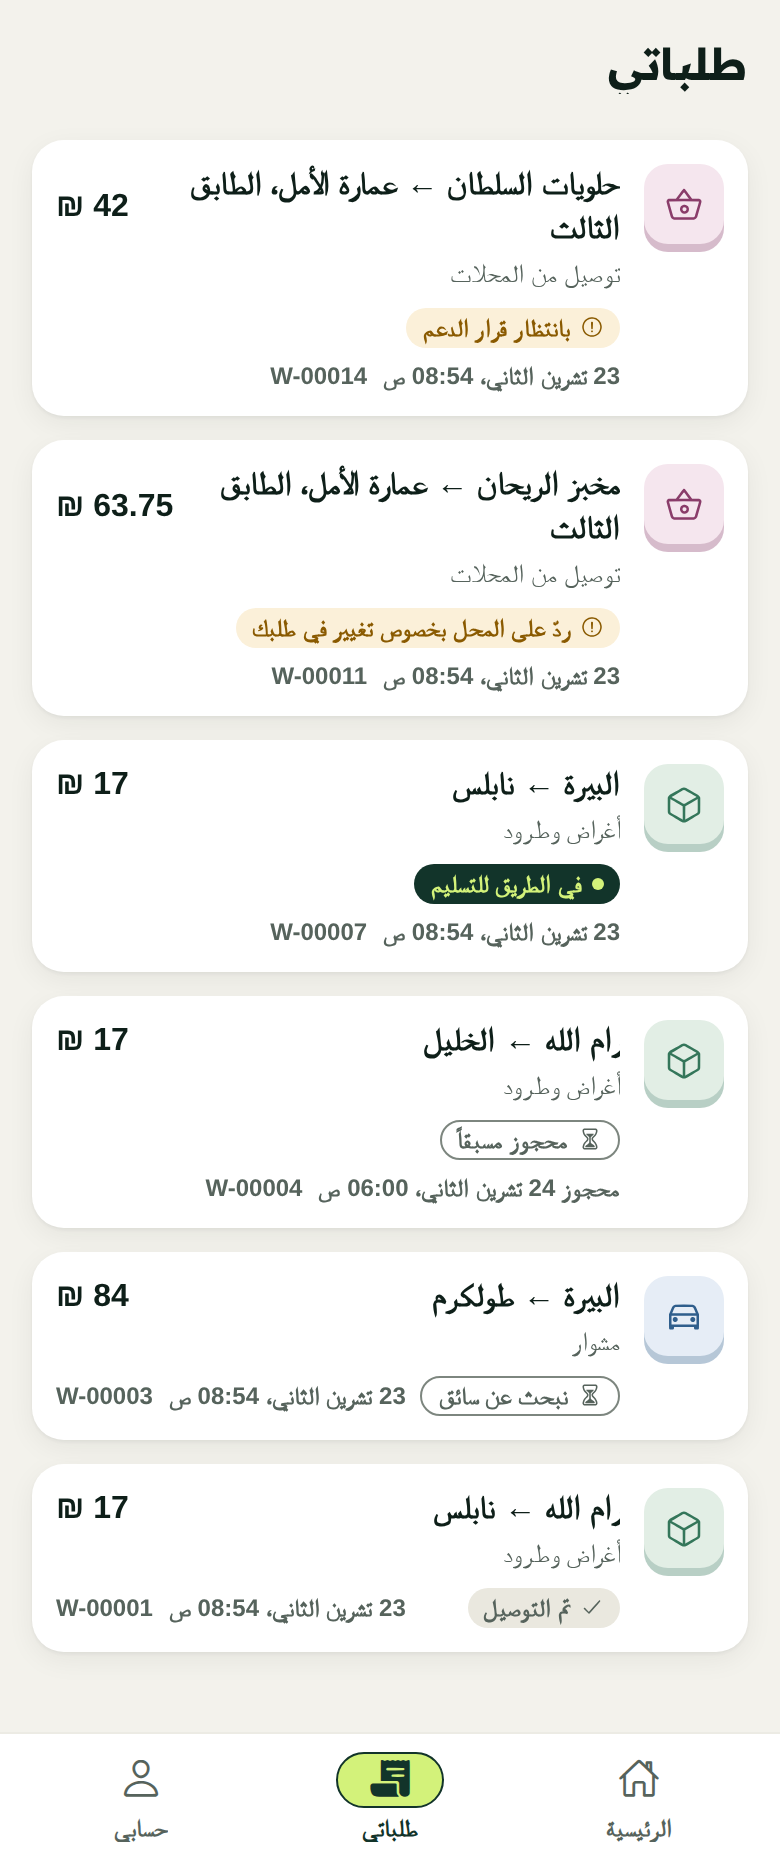 طلباتي
حلويات السلطان ← عمارة الأمل، الطابق الثالث
42 ₪
توصيل من المحلات
بانتظار قرار الدعم
23 تشرين الثاني، 08:54 ص W-00014
مخبز الريحان ← عمارة الأمل، الطابق الثالث
63.75 ₪
توصيل من المحلات
ردّ على المحل بخصوص تغيير في طلبك
23 تشرين الثاني، 08:54 ص W-00011
البيرة ← نابلس
17 ₪
أغراض وطرود
في الطريق للتسليم
23 تشرين الثاني، 08:54 ص W-00007
رام الله ← الخليل
17 ₪
أغراض وطرود
محجوز مسبقاً
محجوز 24 تشرين الثاني، 06:00 ص W-00004
البيرة ← طولكرم
84 ₪
مشوار
نبحث عن سائق
23 تشرين الثاني، 08:54 ص W-00003
رام الله ← نابلس
17 ₪
أغراض وطرود
تم التوصيل
23 تشرين الثاني، 08:54 ص W-00001
الرئيسية
طلباتي
حسابي